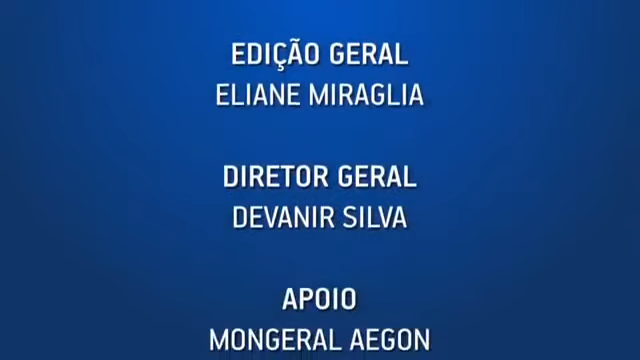 EDIÇÃO GERAL
ELIANE MIRAGLIA
DIRETOR GERAL
DEVANIR SILVA
APOIO
MONGERAL AEGON